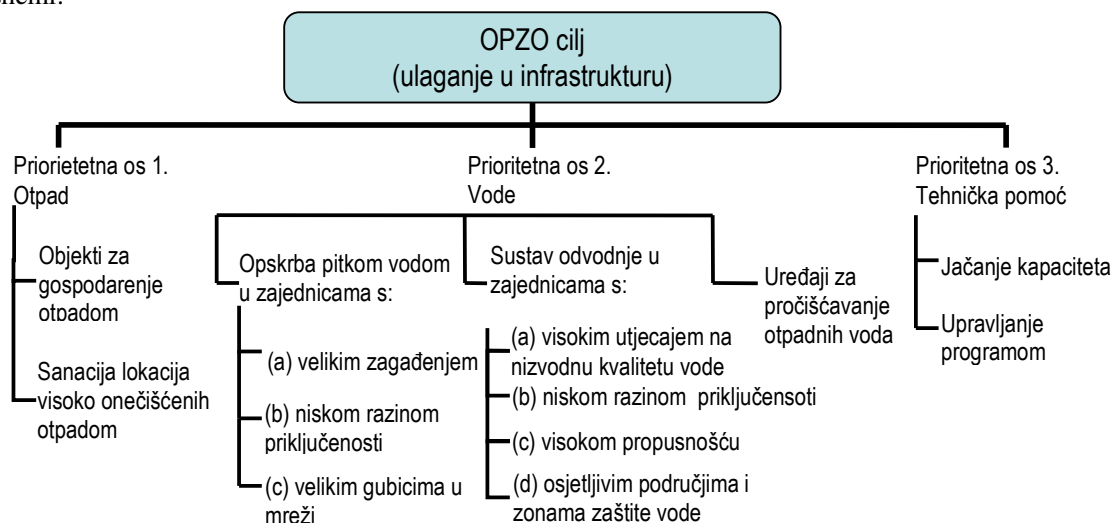 OPZO cilj
(ulaganje u infrastrukturu)
Priorietetna os 1.
Otpad
Objekti za
gospodarenje
otpadom
Sanacija lokacija
visoko onečišćenih
otpadom
Prioritetna os 2.
Vode
Opskrba pitkom vodom
u zajednicama s:
(a) velikim zagađenjem
(b) niskom razinom
priključenosti
(c) velikim gubicima u
mreži
Sustav odvodnje u
zajednicama s:
(a) visokim utjecajem na
nizvodnu kvalitetu vode
(b) niskom razinom priključensoti
(c) visokom propusnošću
(d) osjetljivim područjima i
zonama zaštite vode
Uređaji za
pročišćavanje
otpadnih voda
Prioritetna os 3.
Tehnička pomoć
Jačanje kapaciteta
Upravljanje
programom